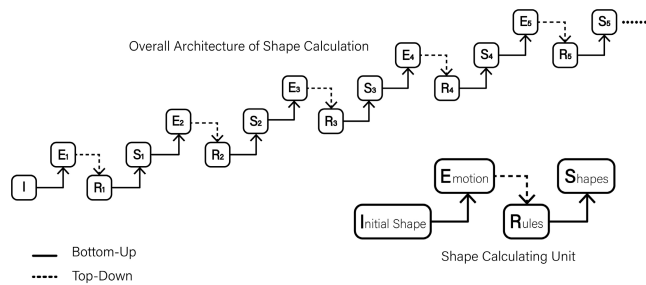 Overall Architecture of Shape Calculation
I
E1
R1
S1
E2
R2
S2
E3
R3
S3
E4
R4
S4
E5
R5
S5
Emotion
Shapes
Initial Shape
Rules
Shape Calculating Unit
Bottom-Up
Top-Down